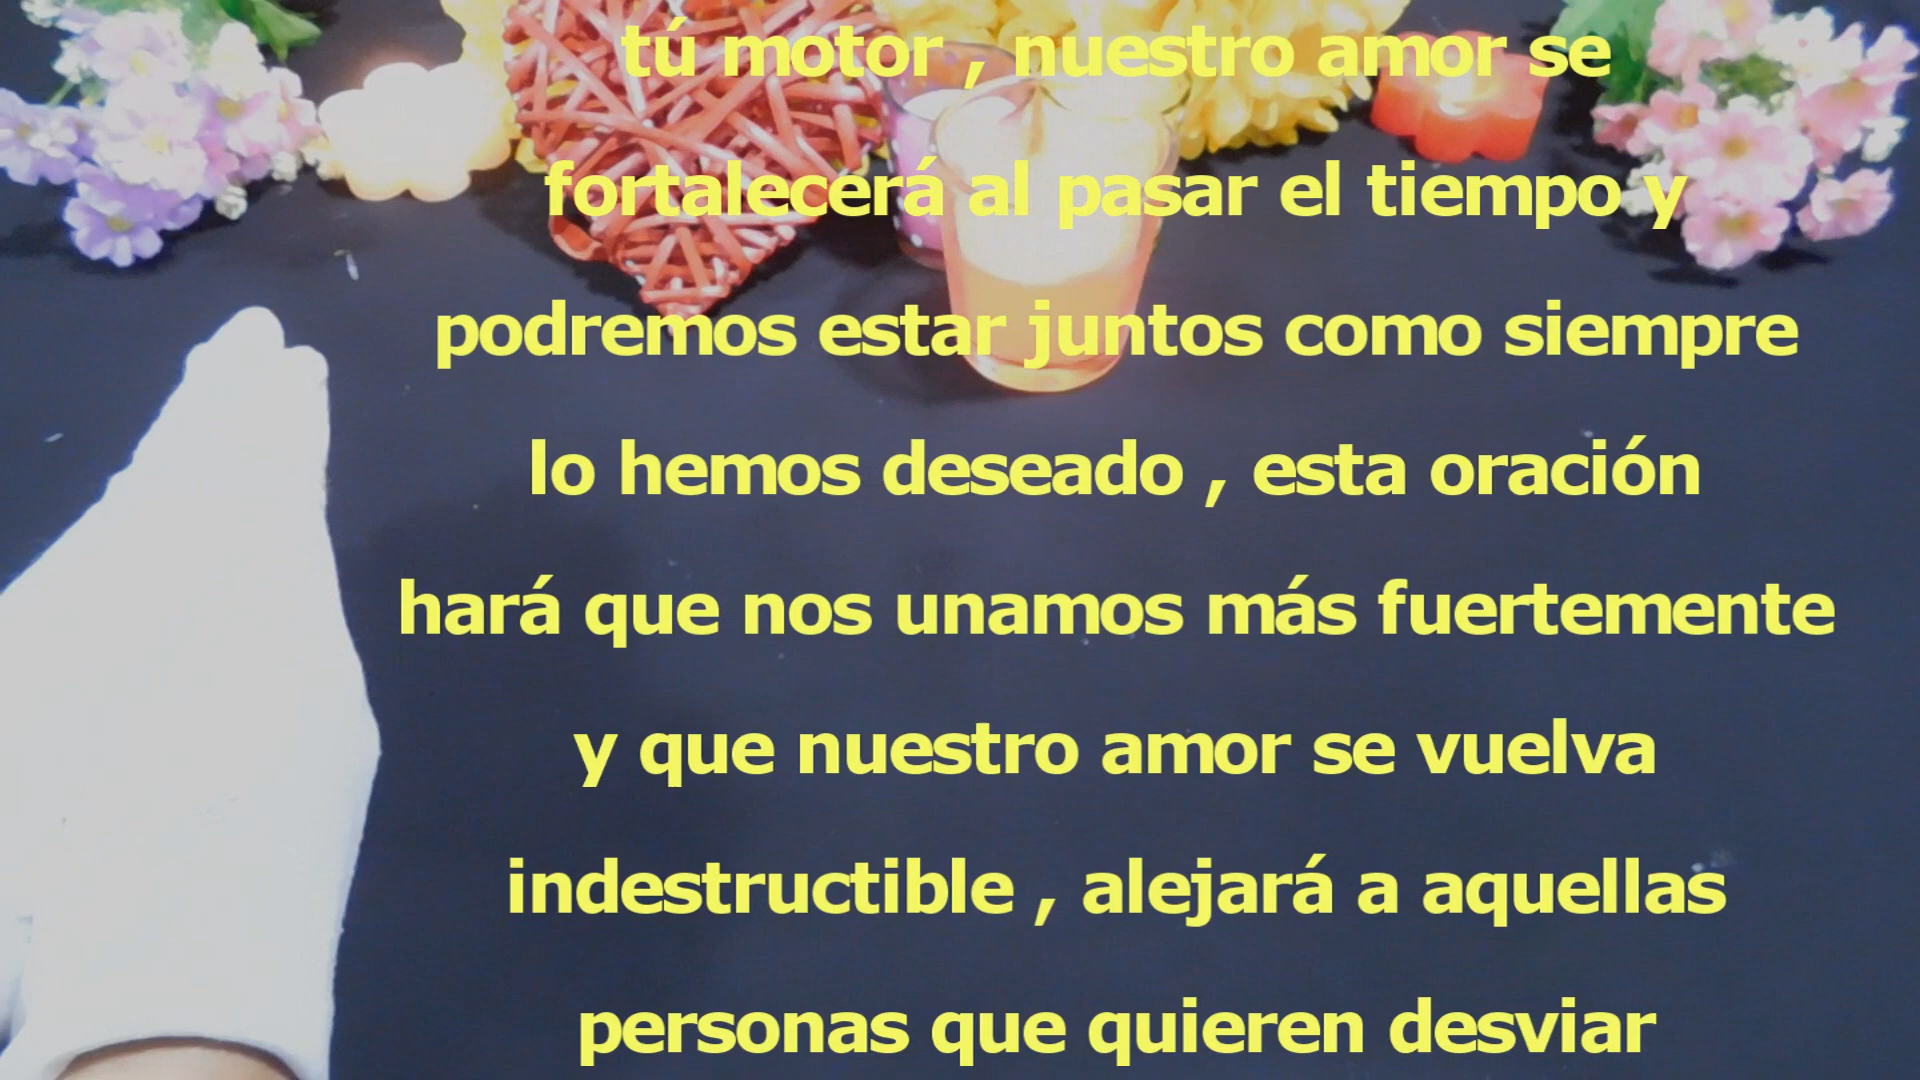 tú motor , nuestro amor se
fortalecerá al pasar el tiempo y
podremos estar juntos como siempre
lo hemos deseado , esta oración
hará que nos unamos más fuertemente
y que nuestro amor se vuelva
indestructible , alejará a aquellas
personas que quieren desviar